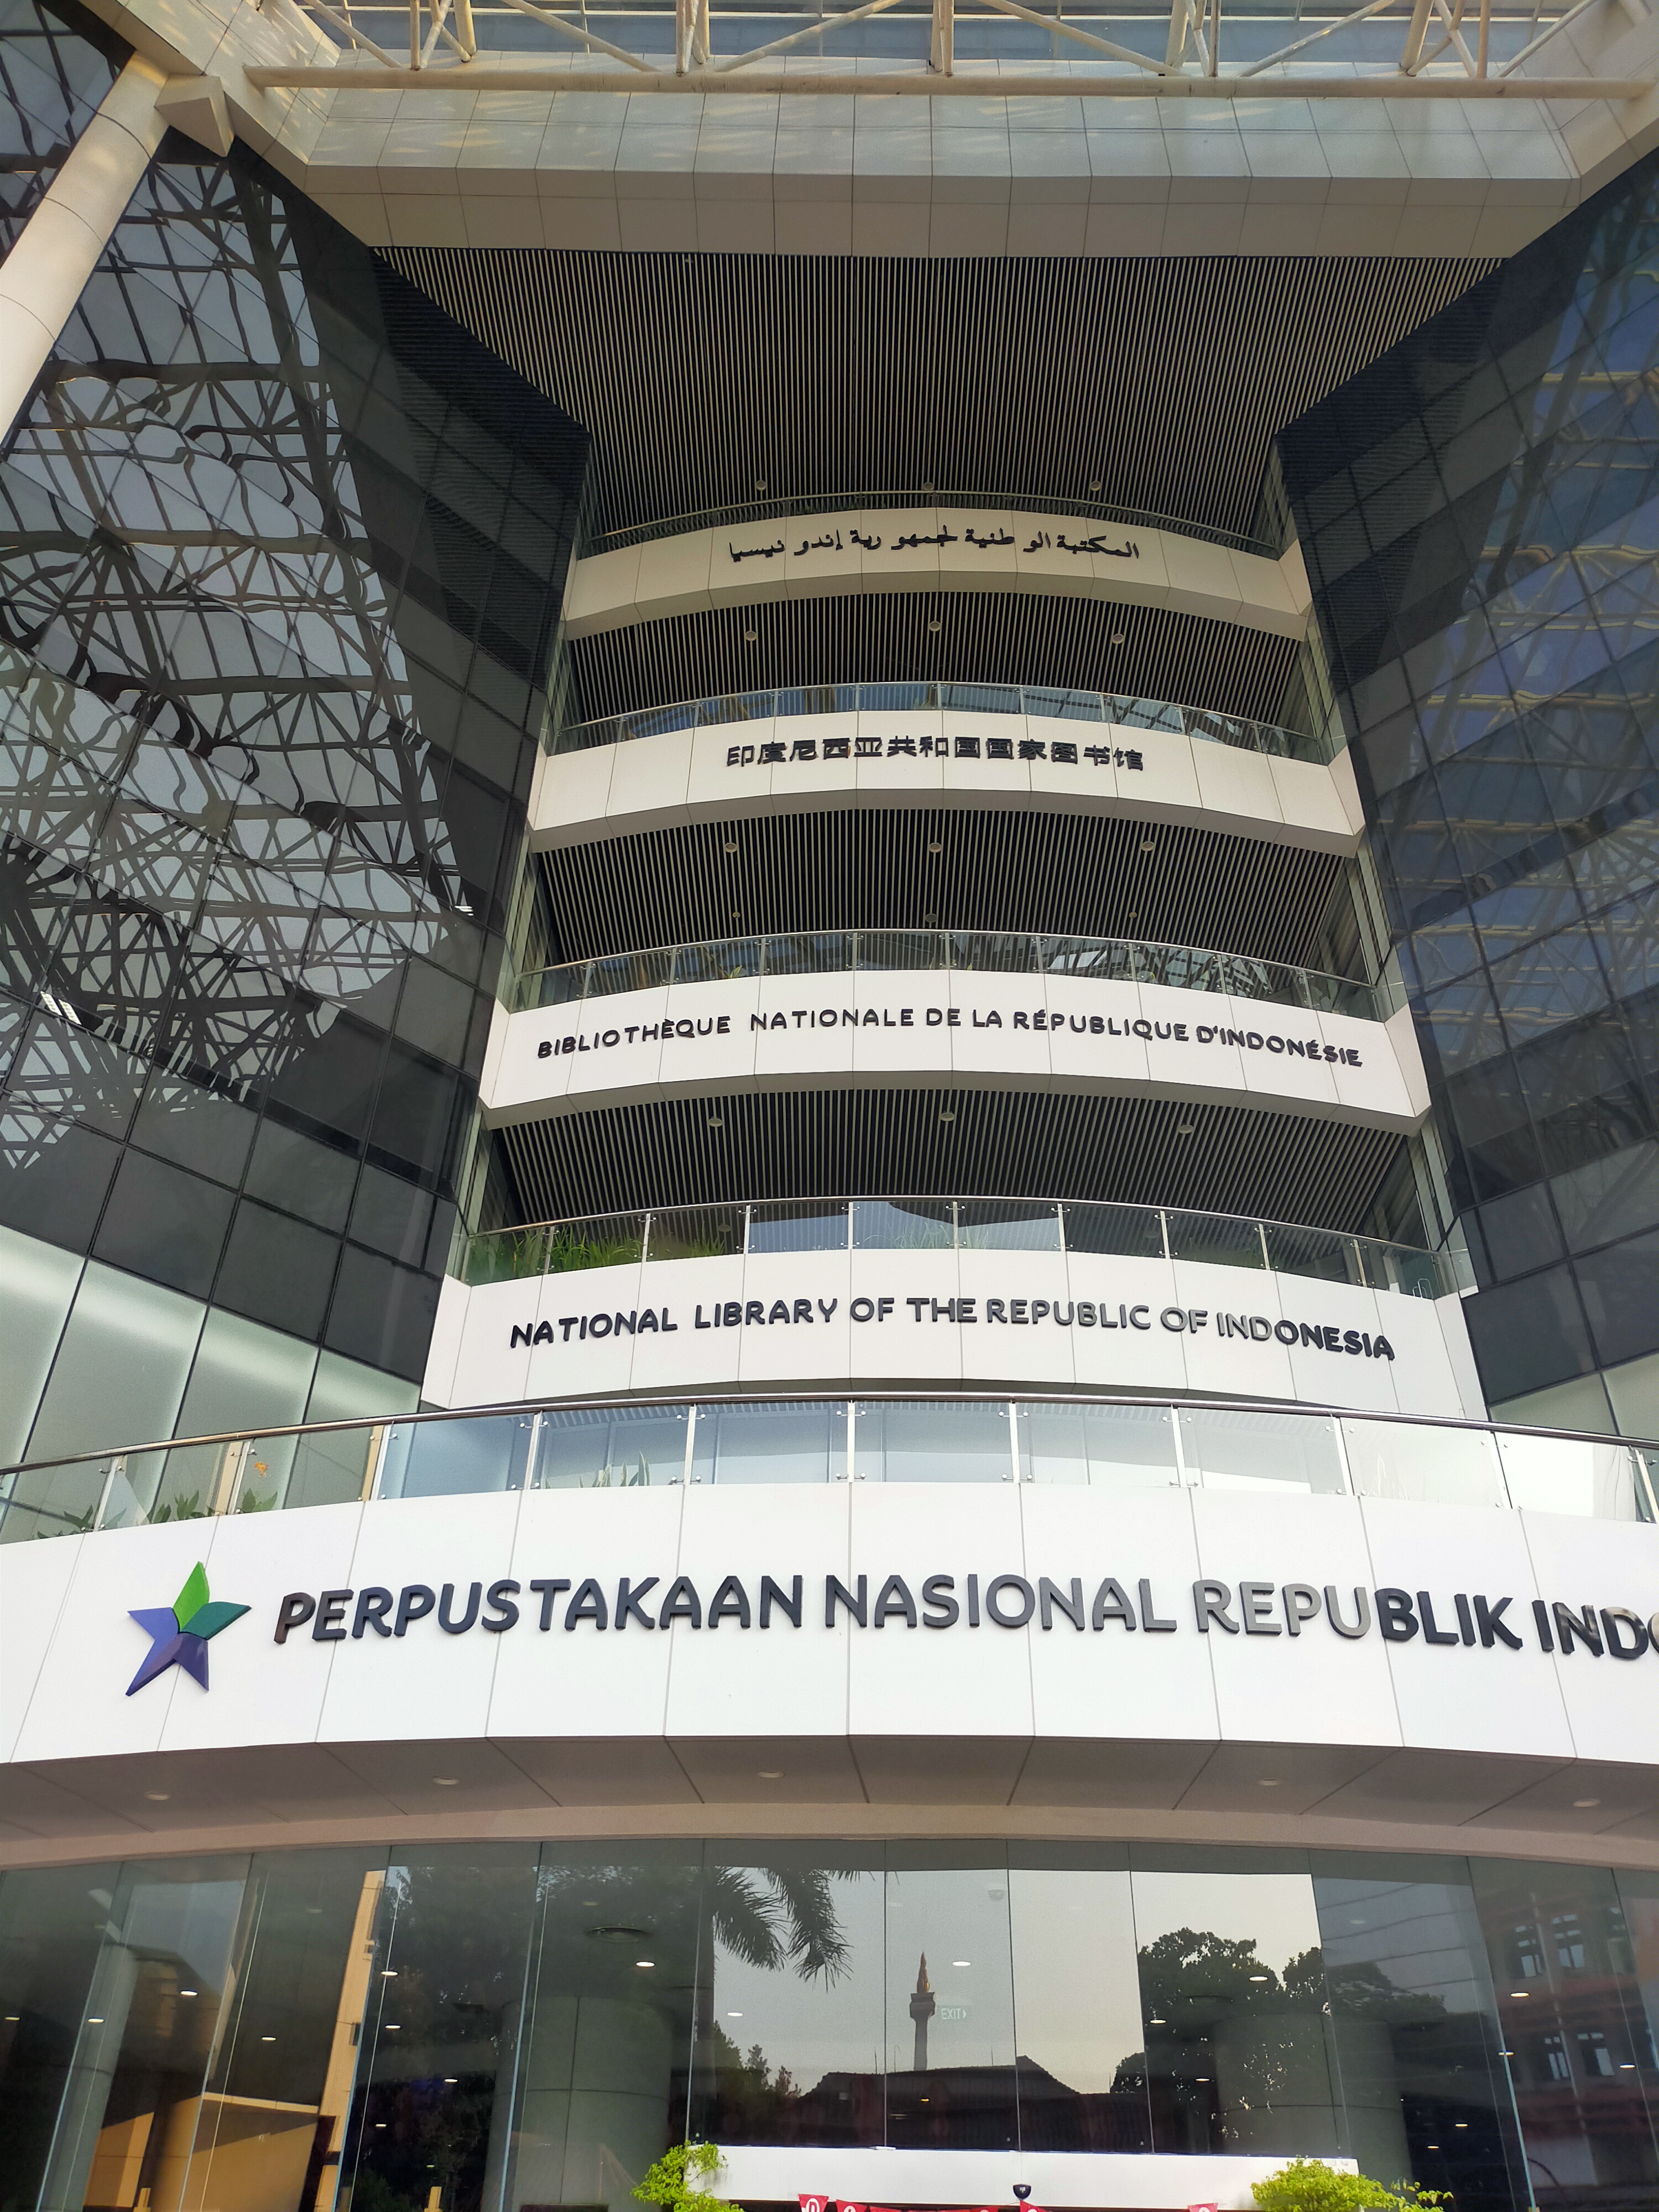 المكتبة الوطنية لجمهورية إندونيسيا
印度尼西亚共和国国家图书馆
BIBLIOTHÈQUE NATIONALE DE LA RÉPUBLIQUE D'INDONÉSIE
NATIONAL LIBRARY OF THE REPUBLIC OF INDONESIA
PERPUSTAKAAN NASIONAL REPUBLIK INDO
EXIT